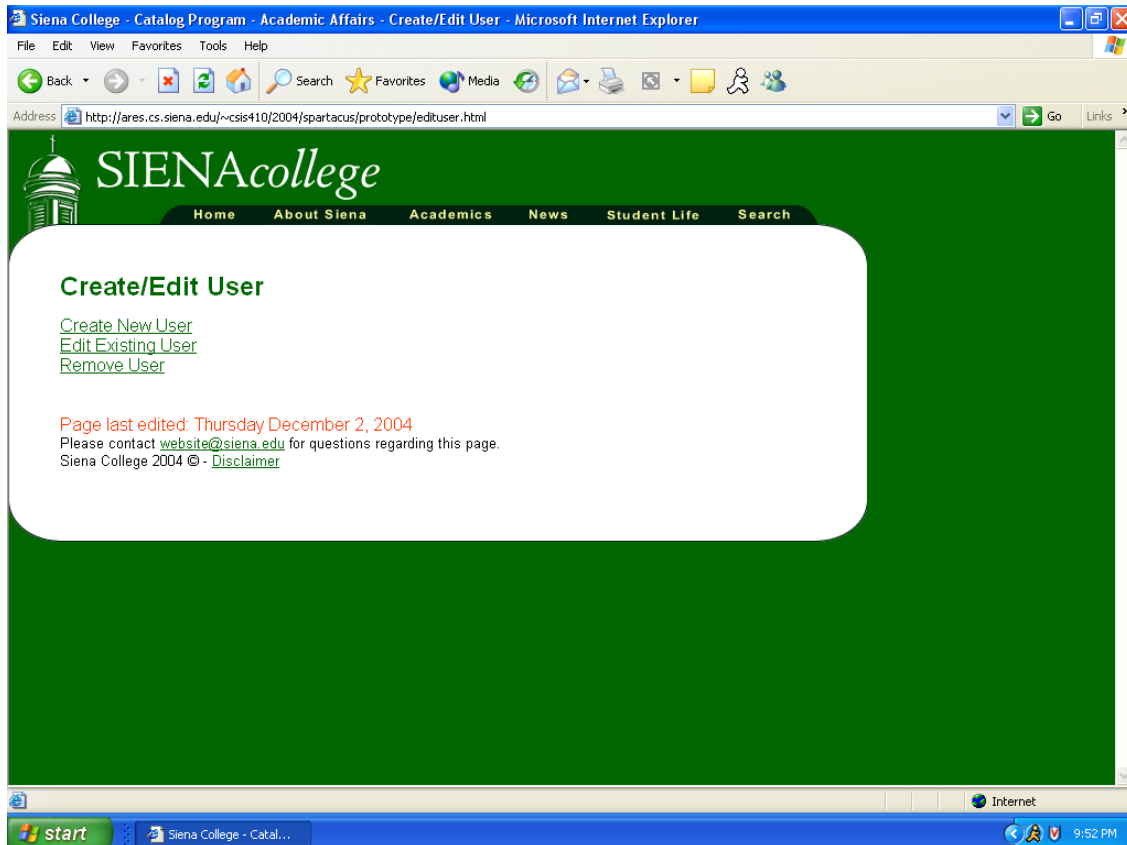 Siena College - Catalog Program - Academic Affairs - Create/Edit User - Microsoft Internet Explorer
File Edit View Favorites Tools Help
Back Search Favorites Media
Address http://ares.cs.siena.edu/~csis410/2004/spartacus/prototype/edituser.html Go Links
SIENAcollege
Home About Siena Academics News Student Life Search
Create/Edit User
Create New User
Edit Existing User
Remove User
Page last edited: Thursday December 2, 2004
Please contact website@siena.edu for questions regarding this page.
Siena College 2004 © - Disclaimer
Internet
start Siena College - Catal... 9:52 PM